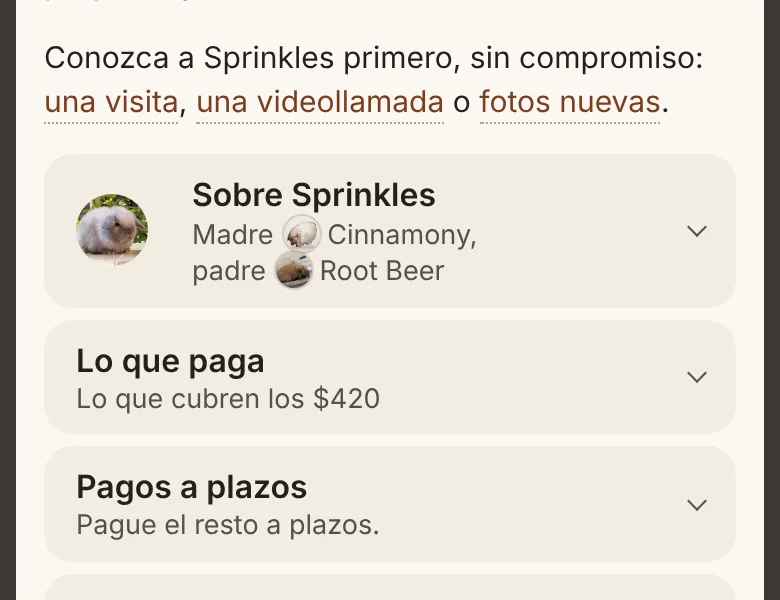 Conozca a Sprinkles primero, sin compromiso:
una visita, una videollamada o fotos nuevas.
Sobre Sprinkles
Madre Cinnamony,
padre Root Beer
Lo que paga
Lo que cubren los $420
Pagos a plazos
Pague el resto a plazos.